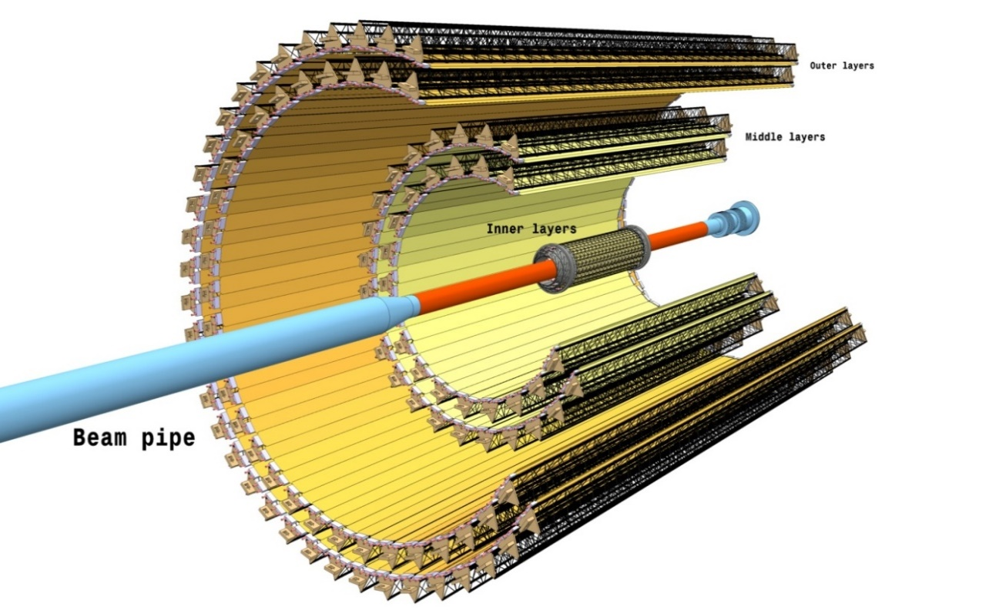 Outer layers
Middle layers
Inner layers
Beam pipe